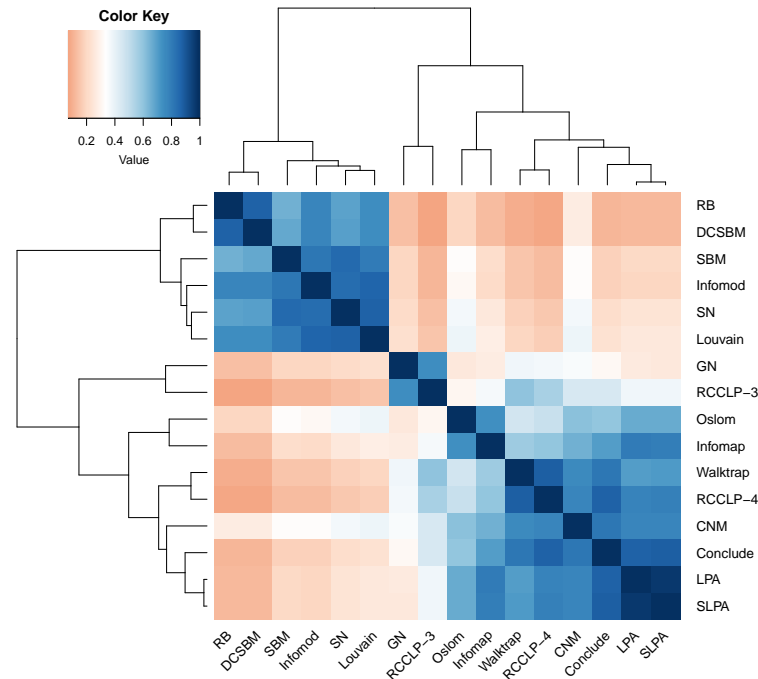 Color Key
0.2 0.4 0.6 0.8 1
Value
RB
DCSBM
SBM
Infomod
SN
Louvain
GN
RCCLP−3
Oslom
Infomap
Walktrap
RCCLP−4
CNM
Conclude
LPA
SLPA
RB
DCSBM
SBM
Infomod
SN
Louvain
GN
RCCLP−3
Oslom
Infomap
Walktrap
RCCLP−4
CNM
Conclude
LPA
SLPA